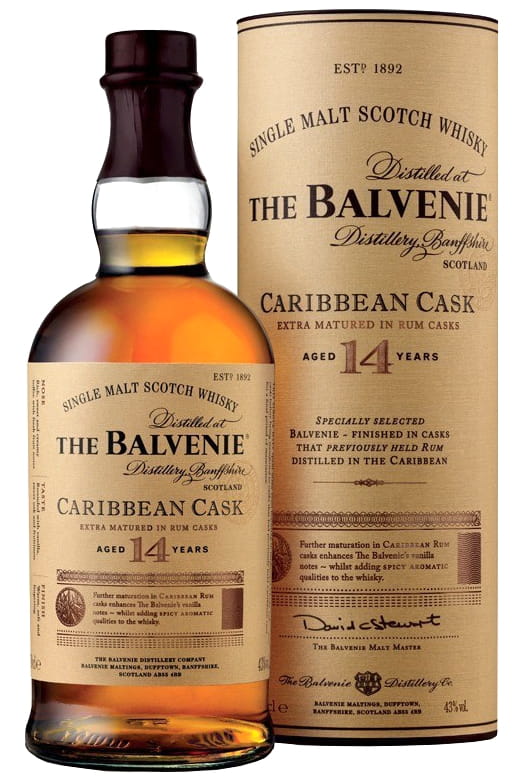 ESTD 1892
SINGLE MALT SCOTCH WHISKY
Distilled at
THE BALVENIE®
Distillery, Banffshire
SCOTLAND
CARIBBEAN CASK
EXTRA MATURED IN RUM CASKS
AGED 14 YEARS
NOSE
TASTE
FINISH
Further maturation in CARIBBEAN RUM
casks enhances The Balvenie's vanilla
notes ~ whilst adding SPICY AROMATIC
qualities to the whisky.
THE BALVENIE DISTILLERY COMPANY
BALVENIE MALTINGS, DUFFTOWN, BANFFSHIRE,
SCOTLAND AB55 4BB
ESTD 1892
SINGLE MALT SCOTCH WHISKY
Distilled at
THE BALVENIE®
Distillery, Banffshire
SCOTLAND
CARIBBEAN CASK
EXTRA MATURED IN RUM CASKS
AGED 14 YEARS
SPECIALLY SELECTED
BALVENIE ~ FINISHED IN CASKS
THAT PREVIOUSLY HELD RUM
DISTILLED IN THE CARIBBEAN
Further maturation in CARIBBEAN RUM
casks enhances The Balvenie's vanilla
notes ~ whilst adding SPICY AROMATIC
qualities to the whisky.
David C Stewart
THE BALVENIE MALT MASTER
The Balvenie Distillery Co.
BALVENIE MALTINGS, DUFFTOWN,
BANFFSHIRE, SCOTLAND AB55 4BB
43% vol.